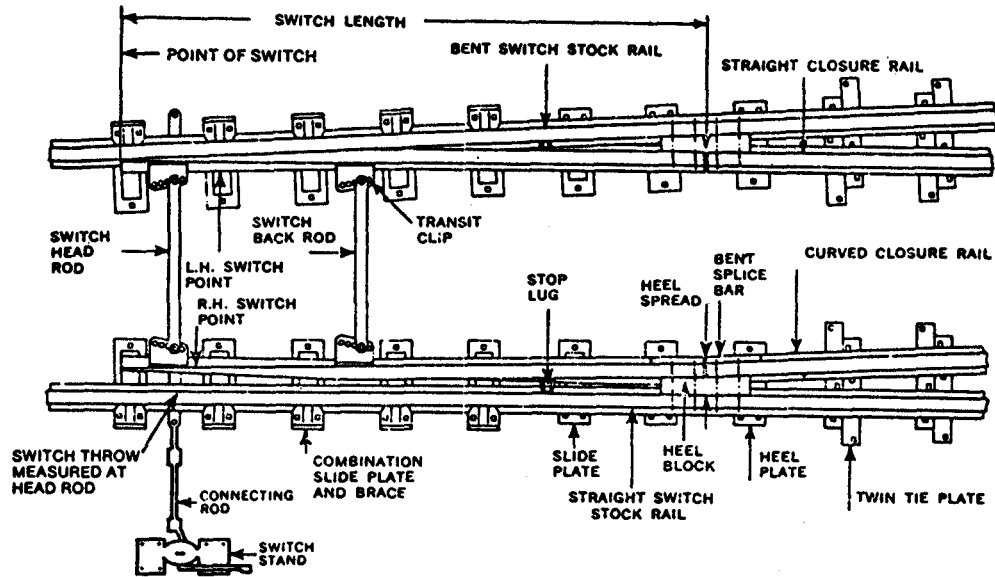 SWITCH LENGTH
POINT OF SWITCH
BENT SWITCH STOCK RAIL
STRAIGHT CLOSURE RAIL
SWITCH
HEAD
ROD
L.H. SWITCH
POINT
SWITCH
BACK ROD
TRANSIT
CLIP
R.H. SWITCH
POINT
STOP
LUG
HEEL
SPREAD
BENT
SPLICE
BAR
CURVED CLOSURE RAIL
SWITCH THROW
MEASURED AT
HEAD ROD
COMBINATION
SLIDE PLATE
AND BRACE
SLIDE
PLATE
STRAIGHT SWITCH
STOCK RAIL
HEEL
BLOCK
HEEL
PLATE
TWIN TIE PLATE
CONNECTING
ROD
SWITCH
STAND